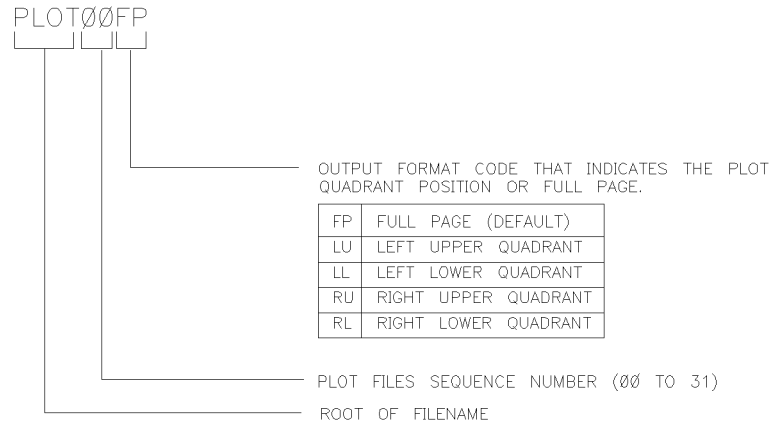 PLOTØØFP
OUTPUT FORMAT CODE THAT INDICATES THE PLOT
QUADRANT POSITION OR FULL PAGE.
FP FULL PAGE (DEFAULT)
LU LEFT UPPER QUADRANT
LL LEFT LOWER QUADRANT
RU RIGHT UPPER QUADRANT
RL RIGHT LOWER QUADRANT
PLOT FILES SEQUENCE NUMBER (ØØ TO 31)
ROOT OF FILENAME